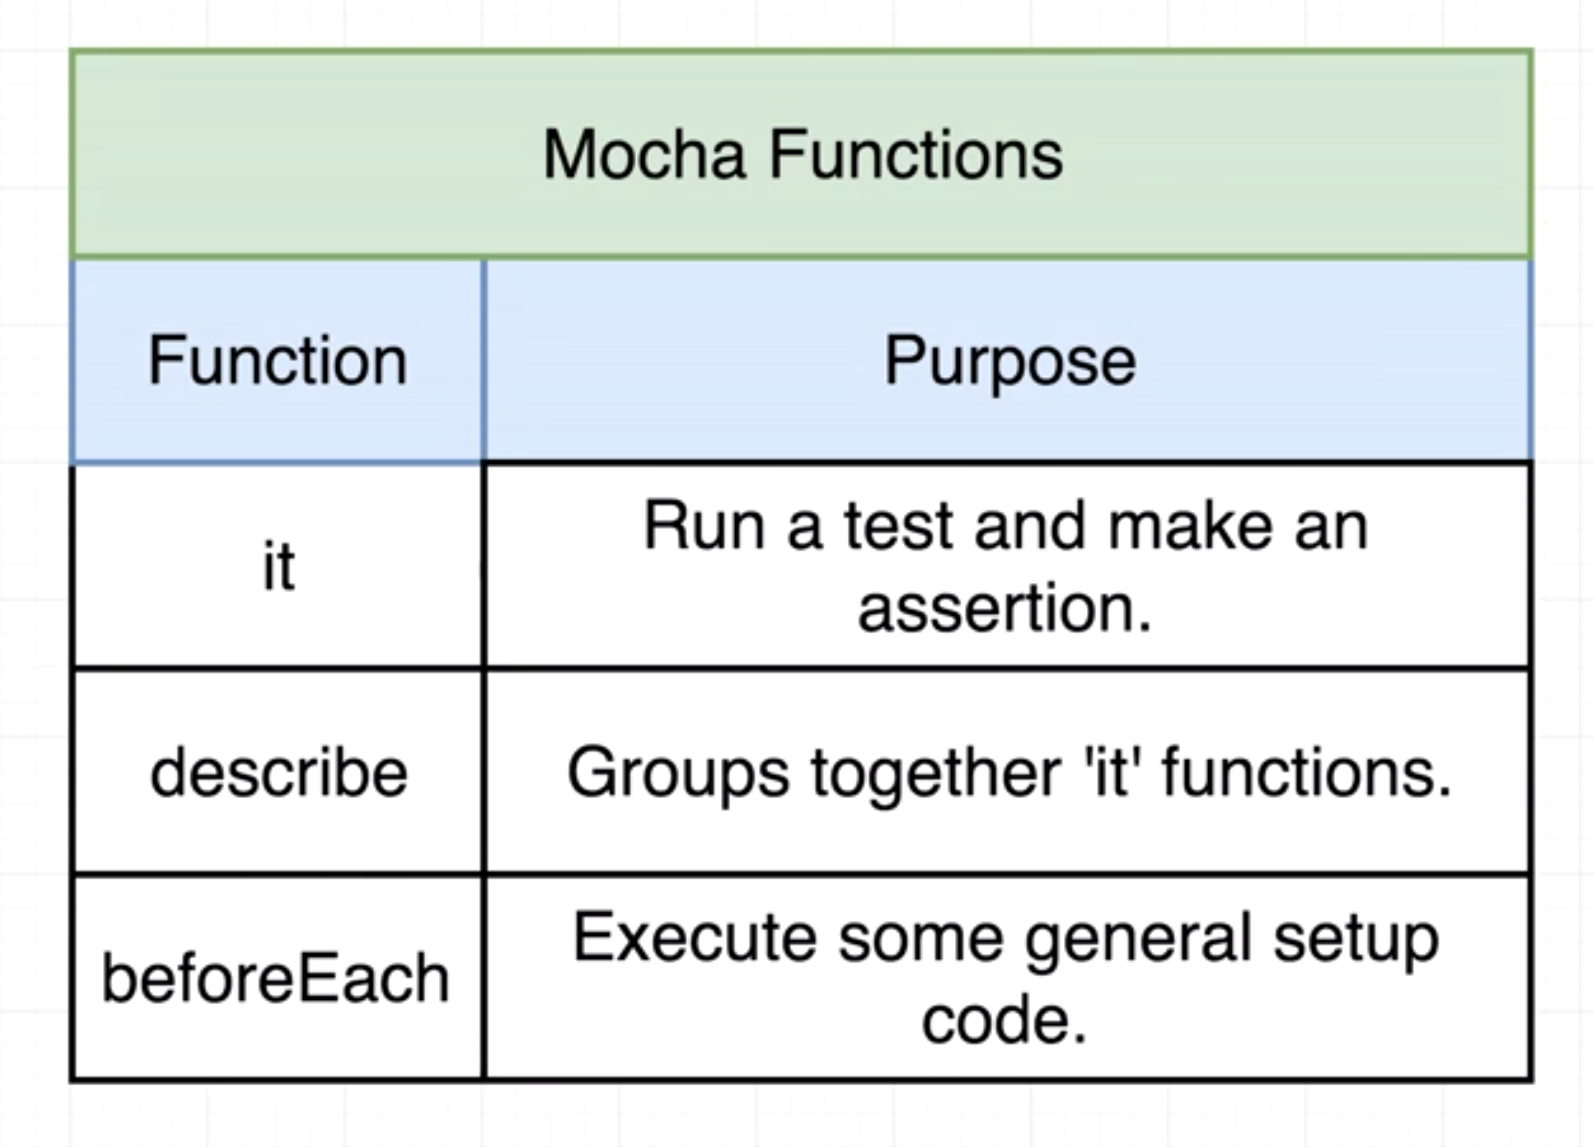 Mocha Functions
Function
Purpose
it
Run a test and make an
assertion.
describe
Groups together 'it' functions.
beforeEach
Execute some general setup
code.